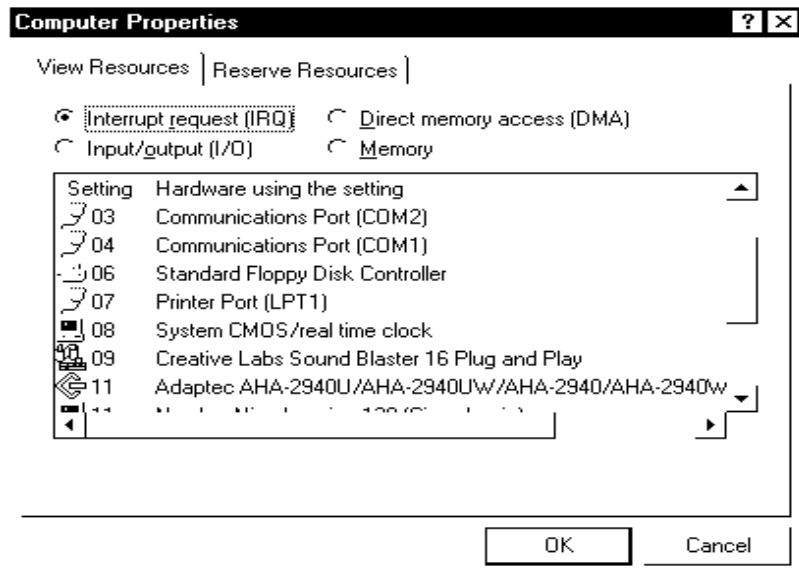 Computer Properties
View Resources Reserve Resources
Interrupt request (IRQ) Direct memory access (DMA)
Input/output (I/O) Memory
Setting Hardware using the setting
03 Communications Port (COM2)
04 Communications Port (COM1)
06 Standard Floppy Disk Controller
07 Printer Port (LPT1)
08 System CMOS/real time clock
09 Creative Labs Sound Blaster 16 Plug and Play
11 Adaptec AHA-2940U/AHA-2940UW/AHA-2940/AHA-2940W
11
OK Cancel